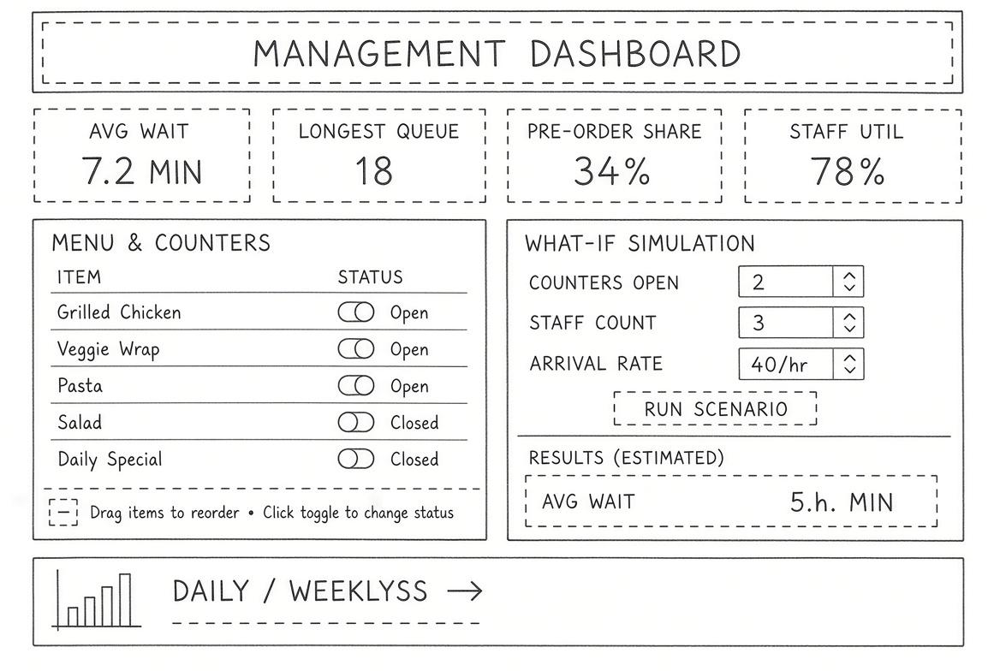 MANAGEMENT DASHBOARD
AVG WAIT
7.2 MIN
LONGEST QUEUE
18
PRE-ORDER SHARE
34%
STAFF UTIL
78%
MENU & COUNTERS
ITEM STATUS
Grilled Chicken Open
Veggie Wrap Open
Pasta Open
Salad Closed
Daily Special Closed
Drag items to reorder • Click toggle to change status
WHAT-IF SIMULATION
COUNTERS OPEN 2
STAFF COUNT 3
ARRIVAL RATE 40/hr
RUN SCENARIO
RESULTS (ESTIMATED)
AVG WAIT 5.h. MIN
DAILY / WEEKLYSS →